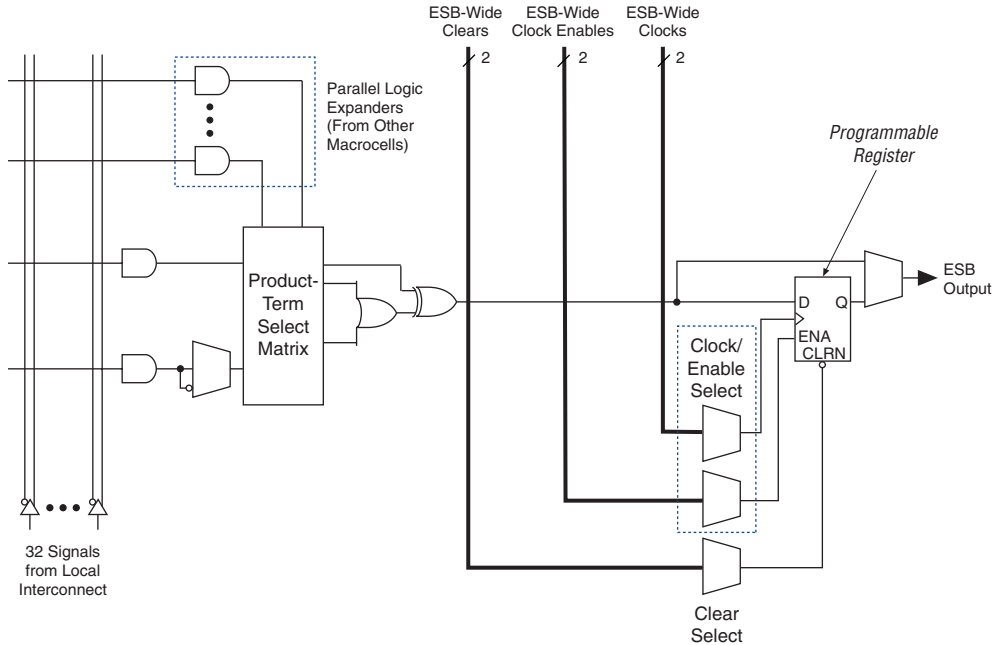 ESB-Wide
Clears
ESB-Wide
Clock Enables
ESB-Wide
Clocks
2
2
2
Parallel Logic
Expanders
(From Other
Macrocells)
Programmable
Register
Product-
Term
Select
Matrix
ESB
Output
D
Q
ENA
CLRN
Clock/
Enable
Select
32 Signals
from Local
Interconnect
Clear
Select